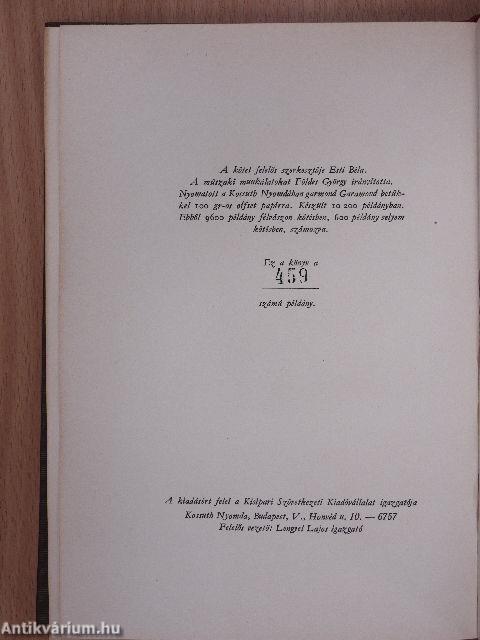 A kötet felelős szerkesztője Esti Béla.
A műszaki munkálatokat Földes György irányította.
Nyomatott a Kossuth Nyomdában garmond Garamond betűk-
kel 100 gr-os ofszet papírra. Készült 10 200 példányban.
Ebből 9600 példány félvászon kötésben, 600 példány selyem
kötésben, számozva.
Ez a könyv a
459
számú példány.
A kiadásért felel a Kisipari Szövetkezeti Kiadóvállalat igazgatója
Kossuth Nyomda, Budapest, V., Honvéd u. 10. — 6757
Felelős vezető: Lengyel Lajos igazgató
Antikvárium.hu